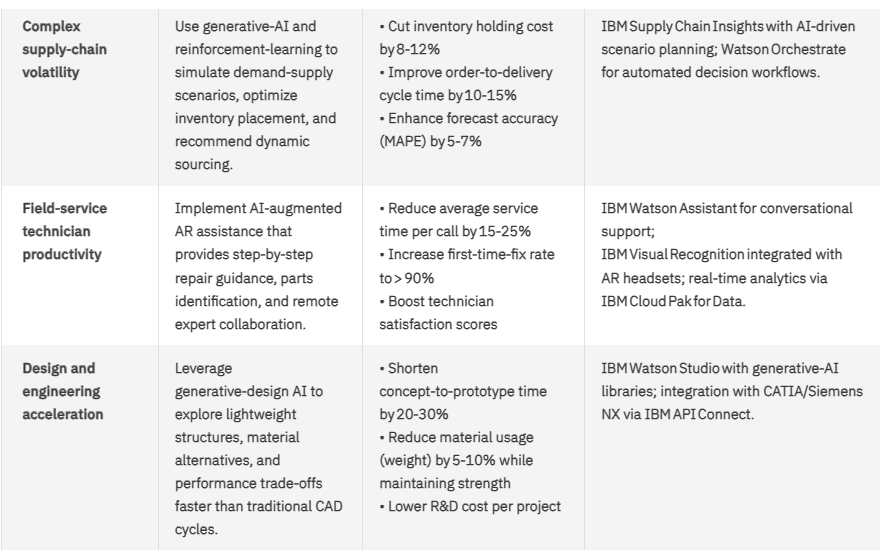 Complex
supply-chain
volatility
Use generative-AI and
reinforcement-learning to
simulate demand-supply
scenarios, optimize
inventory placement, and
recommend dynamic
sourcing.
• Cut inventory holding cost
by 8-12%
• Improve order-to-delivery
cycle time by 10-15%
• Enhance forecast accuracy
(MAPE) by 5-7%
IBM Supply Chain Insights with AI-driven
scenario planning; Watson Orchestrate
for automated decision workflows.
Field-service
technician
productivity
Implement AI-augmented
AR assistance that
provides step-by-step
repair guidance, parts
identification, and remote
expert collaboration.
• Reduce average service
time per call by 15-25%
• Increase first-time-fix rate
to > 90%
• Boost technician
satisfaction scores
IBM Watson Assistant for conversational
support;
IBM Visual Recognition integrated with
AR headsets; real-time analytics via
IBM Cloud Pak for Data.
Design and
engineering
acceleration
Leverage
generative-design AI to
explore lightweight
structures, material
alternatives, and
performance trade-offs
faster than traditional CAD
cycles.
• Shorten
concept-to-prototype time
by 20-30%
• Reduce material usage
(weight) by 5-10% while
maintaining strength
• Lower R&D cost per project
IBM Watson Studio with generative-AI
libraries; integration with CATIA/Siemens
NX via IBM API Connect.